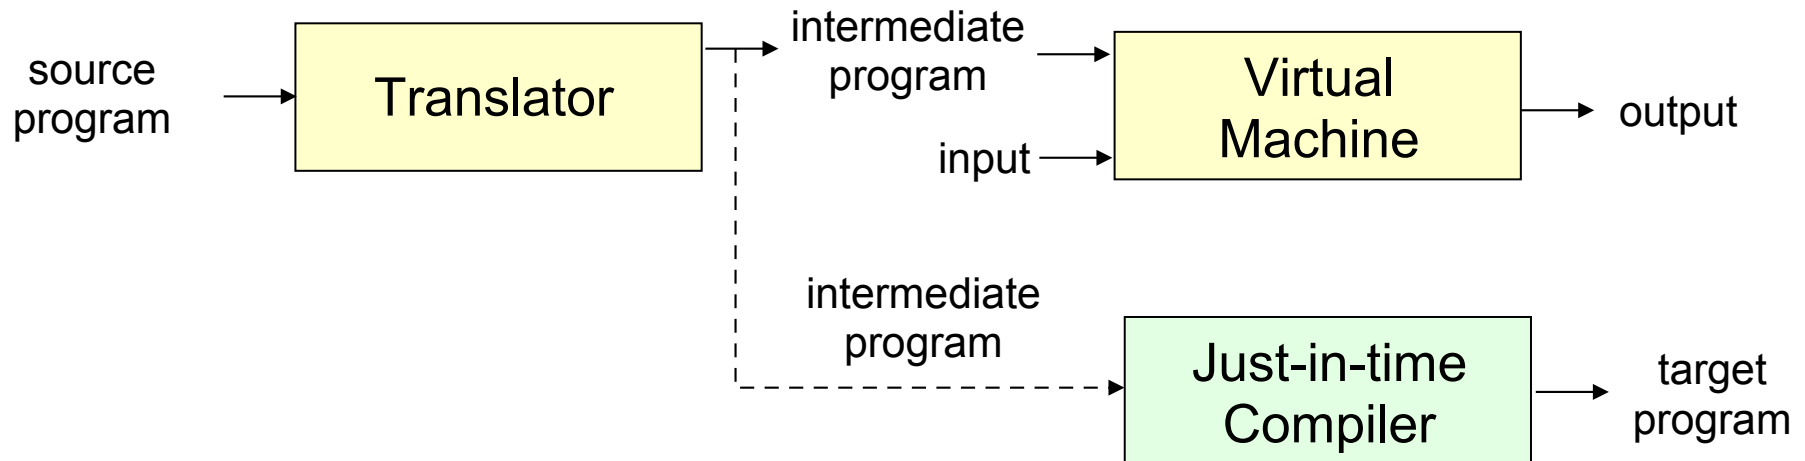 source
program
Translator
intermediate
program
input
Virtual
Machine
output
intermediate
program
Just-in-time
Compiler
target
program